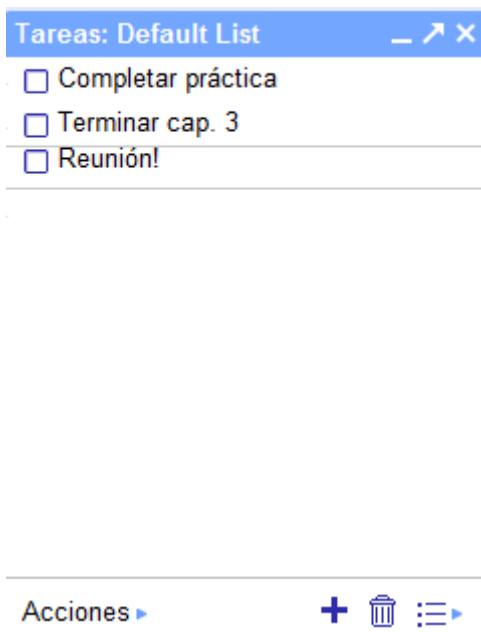 Tareas: Default List
Completar práctica
Terminar cap. 3
Reunión!
Acciones